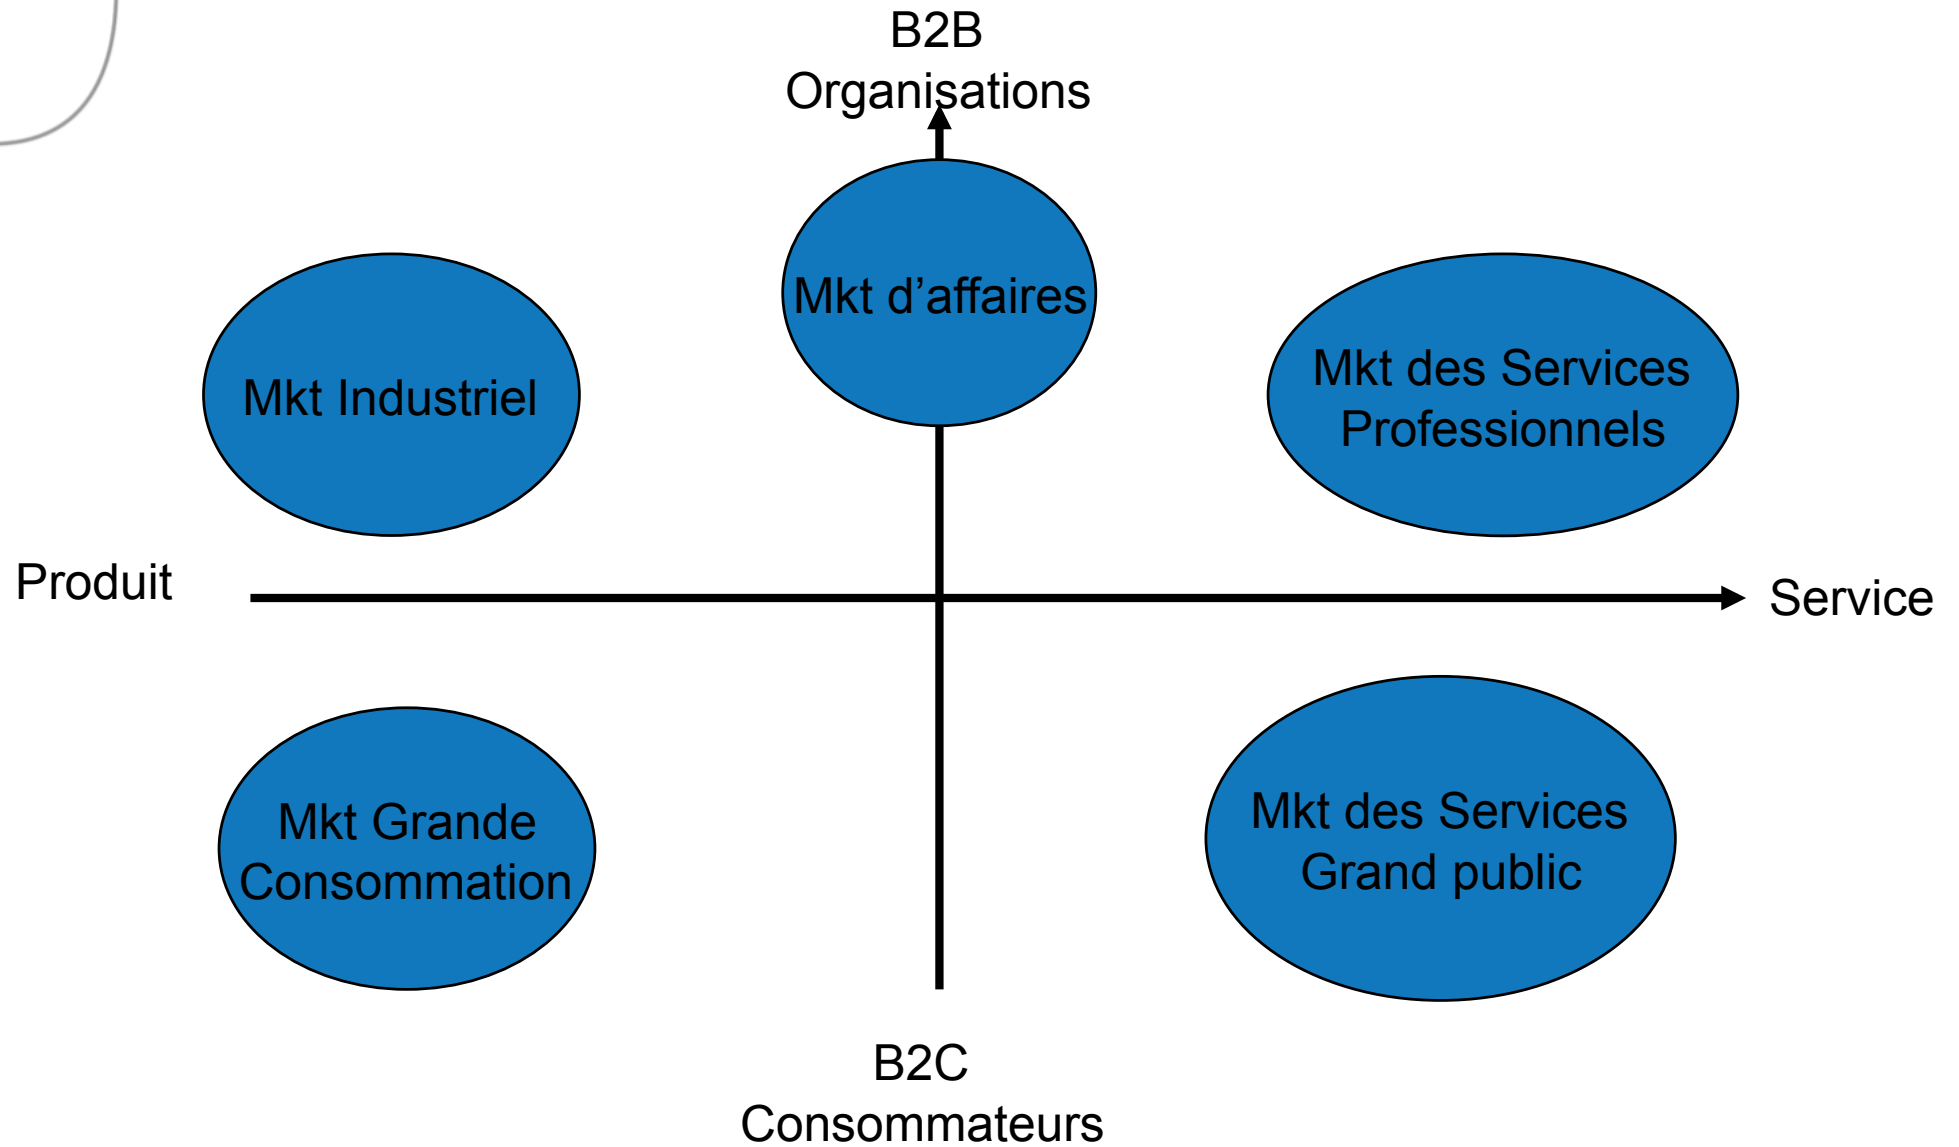 B2B
Organisations
Mkt d’affaires
Mkt Industriel
Mkt des Services
Professionnels
Produit
Service
Mkt Grande
Consommation
Mkt des Services
Grand public
B2C
Consommateurs